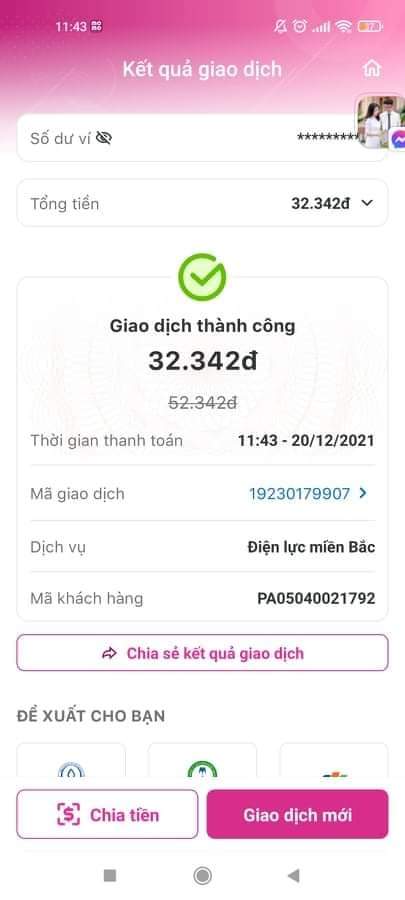 11:43
Kết quả giao dịch
Số dư ví *********
Tổng tiền 32.342đ
Giao dịch thành công
32.342đ
52.342đ
Thời gian thanh toán 11:43 - 20/12/2021
Mã giao dịch 19230179907
Dịch vụ Điện lực miền Bắc
Mã khách hàng PA05040021792
Chia sẻ kết quả giao dịch
ĐỀ XUẤT CHO BẠN
Chia tiền Giao dịch mới